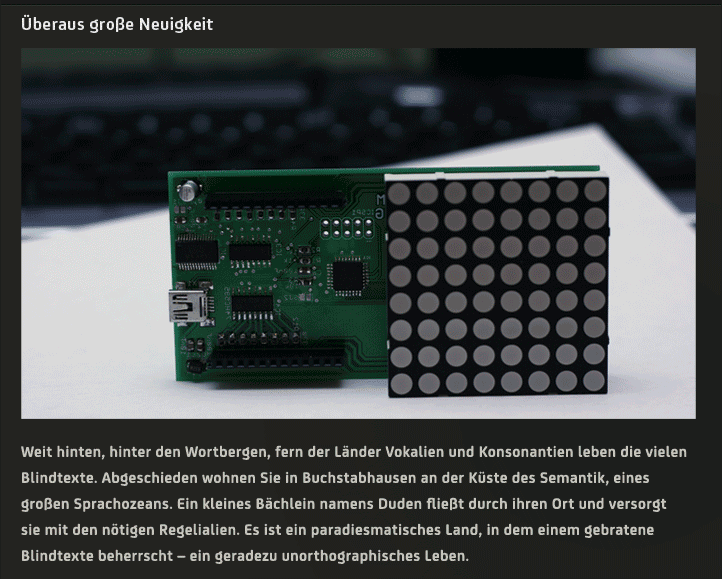 Überaus große Neuigkeit
Weit hinten, hinter den Wortbergen, fern der Länder Vokalien und Konsonantien leben die vielen
Blindtexte. Abgeschieden wohnen Sie in Buchstabhausen an der Küste des Semantik, eines
großen Sprachozeans. Ein kleines Bächlein namens Duden fließt durch ihren Ort und versorgt
sie mit den nötigen Regelialien. Es ist ein paradiesmatisches Land, in dem einem gebratene
Blindtexte beherrscht – ein geradezu unorthographisches Leben.